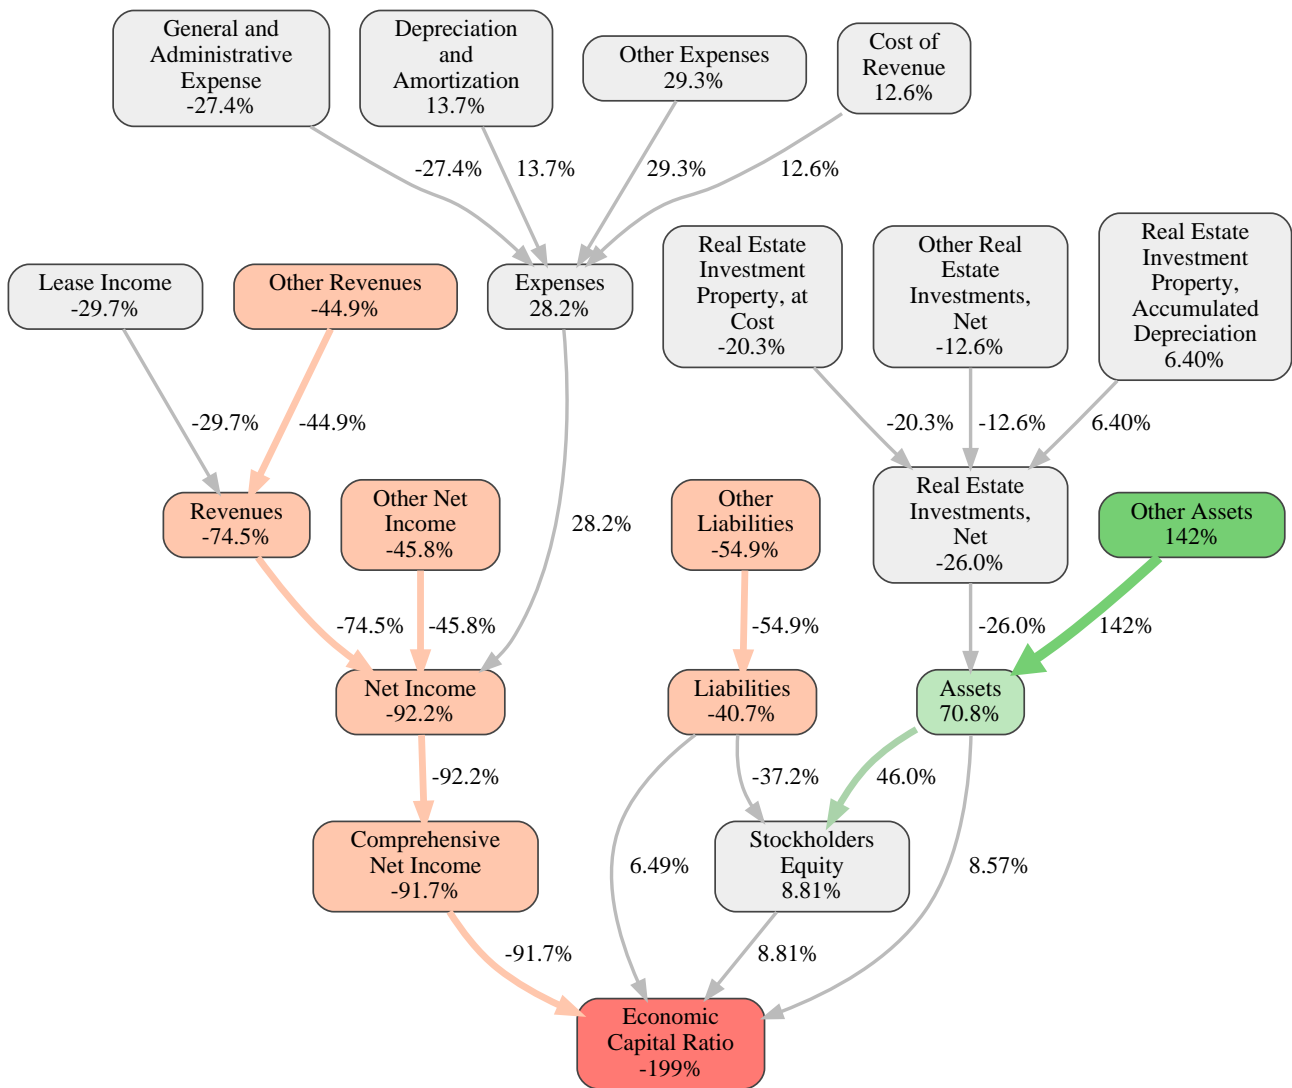 General and
Administrative
Expense
-27.4%
Depreciation
and
Amortization
13.7%
Other Expenses
29.3%
Cost of
Revenue
12.6%
-27.4%
13.7%
29.3%
12.6%
Lease Income
-29.7%
Other Revenues
-44.9%
Expenses
28.2%
Real Estate
Investment
Property, at
Cost
-20.3%
Other Real
Estate
Investments,
Net
-12.6%
Real Estate
Investment
Property,
Accumulated
Depreciation
6.40%
-29.7%
-44.9%
-20.3%
-12.6%
6.40%
Revenues
-74.5%
Other Net
Income
-45.8%
28.2%
Other
Liabilities
-54.9%
Real Estate
Investments,
Net
-26.0%
Other Assets
142%
-74.5%
-45.8%
-54.9%
-26.0%
142%
Net Income
-92.2%
Liabilities
-40.7%
Assets
70.8%
-92.2%
-37.2%
46.0%
Comprehensive
Net Income
-91.7%
6.49%
Stockholders
Equity
8.81%
8.57%
-91.7%
8.81%
Economic
Capital Ratio
-199%